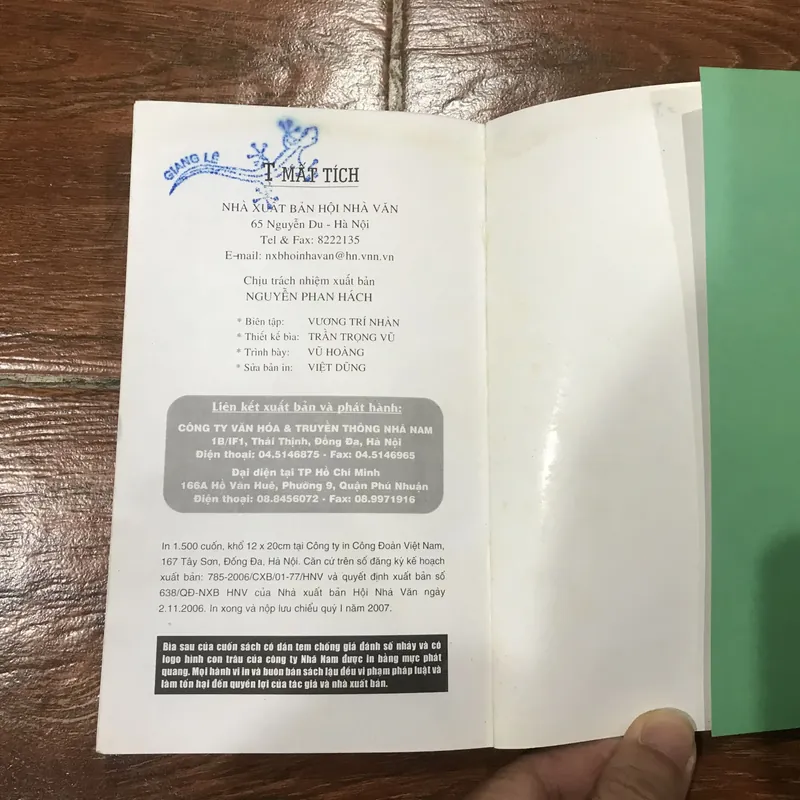 GIANG LÊ
T MẤT TÍCH
NHÀ XUẤT BẢN HỘI NHÀ VĂN
65 Nguyễn Du - Hà Nội
Tel & Fax: 8222135
E-mail: nxbhoinhavan@hn.vnn.vn
Chịu trách nhiệm xuất bản
NGUYỄN PHAN HÁCH
* Biên tập: VƯƠNG TRÍ NHÀN
* Thiết kế bìa: TRẦN TRỌNG VŨ
* Trình bày: VŨ HOÀNG
* Sửa bản in: VIỆT DŨNG
Liên kết xuất bản và phát hành:
CÔNG TY VĂN HÓA & TRUYỀN THÔNG NHÃ NAM
1B/IF1, Thái Thịnh, Đống Đa, Hà Nội
Điện thoại: 04.5146875 - Fax: 04.5146965
Đại diện tại TP Hồ Chí Minh
166A Hồ Văn Huê, Phường 9, Quận Phú Nhuận
Điện thoại: 08.8456072 - Fax: 08.9971916
In 1.500 cuốn, khổ 12 x 20cm tại Công ty in Công Đoàn Việt Nam,
167 Tây Sơn, Đống Đa, Hà Nội. Căn cứ trên số đăng ký kế hoạch
xuất bản: 785-2006/CXB/01-77/HNV và quyết định xuất bản số
638/QĐ-NXB HNV của Nhà xuất bản Hội Nhà Văn ngày
2.11.2006. In xong và nộp lưu chiểu quý I năm 2007.
Bìa sau của cuốn sách có dán tem chống giả đánh số nhảy và có
logo hình con trâu của công ty Nhã Nam được in bằng mực phát
quang. Mọi hành vi in và buôn bán sách lậu đều vi phạm pháp luật và
làm tổn hại đến quyền lợi của tác giả và nhà xuất bản.